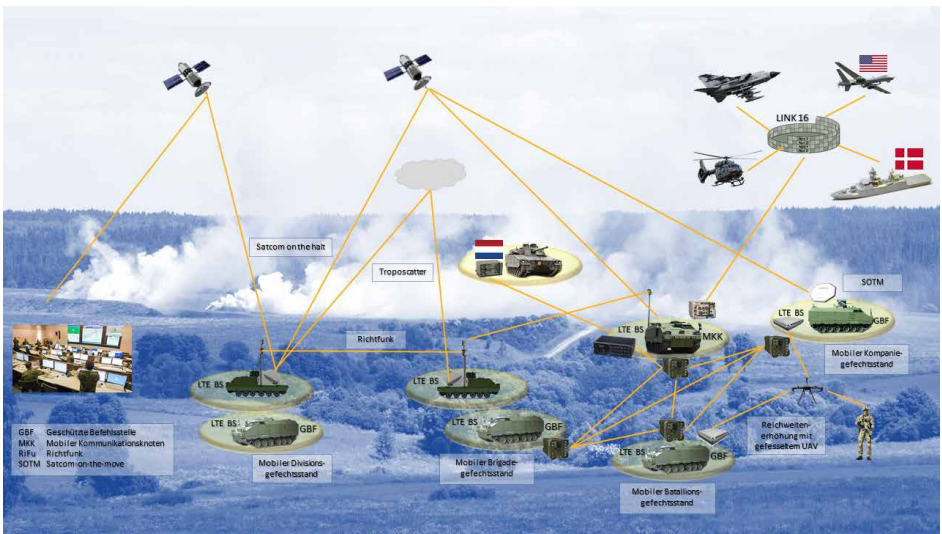 LINK 16
Satcom on the halt
Troposcatter
SOTM
LTE BS
GBF
LTE BS
MKK
Richtfunk
Mobiler Kompanie-
gefechtsstand
LTE BS
LTE BS
GBF Geschützte Befehlsstelle
MKK Mobiler Kommunikationsknoten
RiFu Richtfunk
SOTM Satcom-on-the-move
LTE BS
GBF
LTE BS
GBF
Reichweiten-
erhöhung mit
gefesseltem UAV
Mobiler Divisions-
gefechtsstand
Mobiler Brigade-
gefechtsstand
LTE BS
GBF
Mobiler Bataillions-
gefechtsstand